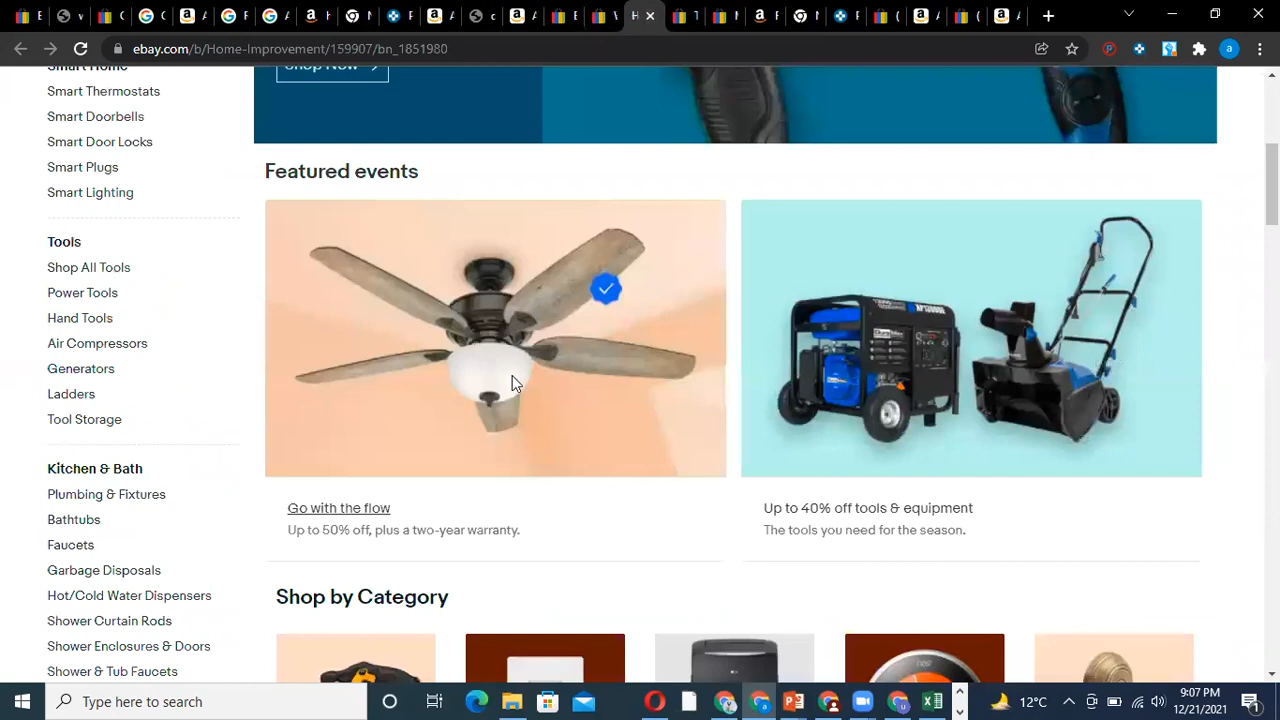 ebay.com/b/Home-Improvement/159907/bn_1851980
Smart Home
Smart Thermostats
Smart Doorbells
Smart Door Locks
Smart Plugs
Smart Lighting
Tools
Shop All Tools
Power Tools
Hand Tools
Air Compressors
Generators
Ladders
Tool Storage
Kitchen & Bath
Plumbing & Fixtures
Bathtubs
Faucets
Garbage Disposals
Hot/Cold Water Dispensers
Shower Curtain Rods
Shower Enclosures & Doors
Shower & Tub Faucets
Shop Now
Featured events
Go with the flow
Up to 50% off, plus a two-year warranty.
Up to 40% off tools & equipment
The tools you need for the season.
Shop by Category
nest
Type here to search
12°C
9:07 PM
12/21/2021